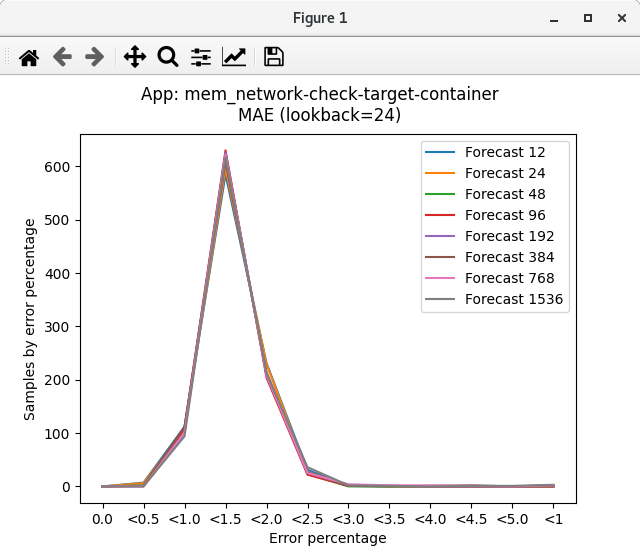 Figure 1
App: mem_network-check-target-container
MAE (lookback=24)
Samples by error percentage
600
500
400
300
200
100
0
Forecast 12
Forecast 24
Forecast 48
Forecast 96
Forecast 192
Forecast 384
Forecast 768
Forecast 1536
0.0 <0.5 <1.0 <1.5 <2.0 <2.5 <3.0 <3.5 <4.0 <4.5 <5.0 <1
Error percentage